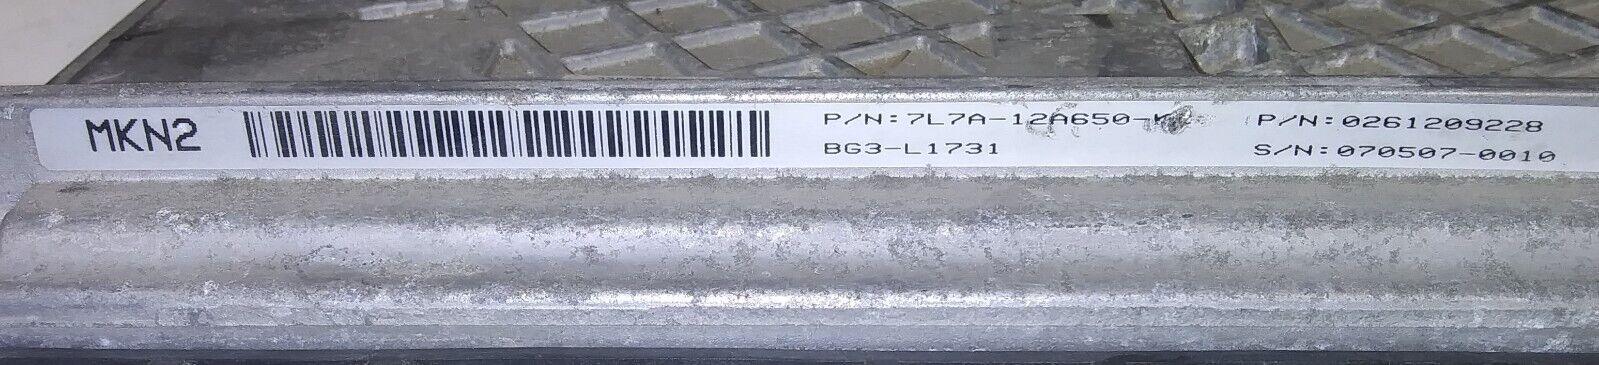 MKN2
P/N:7L7A-12A650- P/N:0261209228
BG3-L1731 S/N:070507-0010